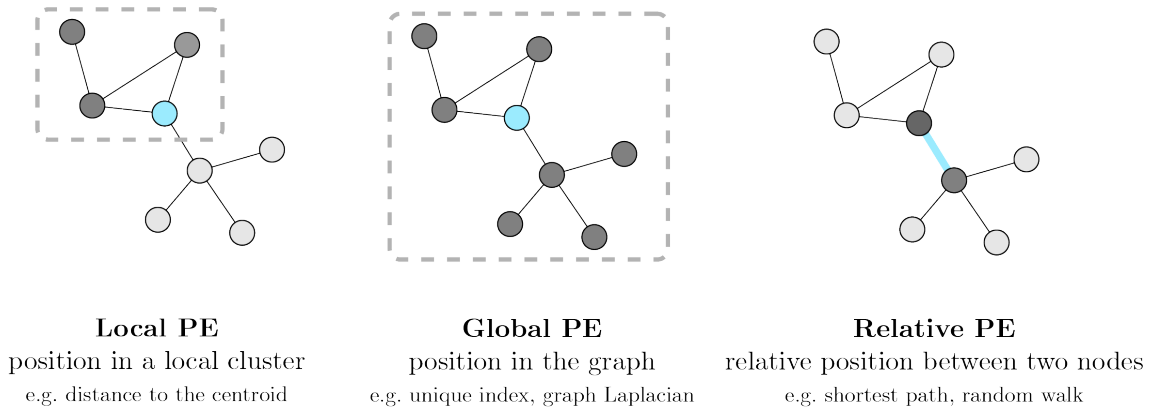 Local PE
position in a local cluster
e.g. distance to the centroid
Global PE
position in the graph
e.g. unique index, graph Laplacian
Relative PE
relative position between two nodes
e.g. shortest path, random walk